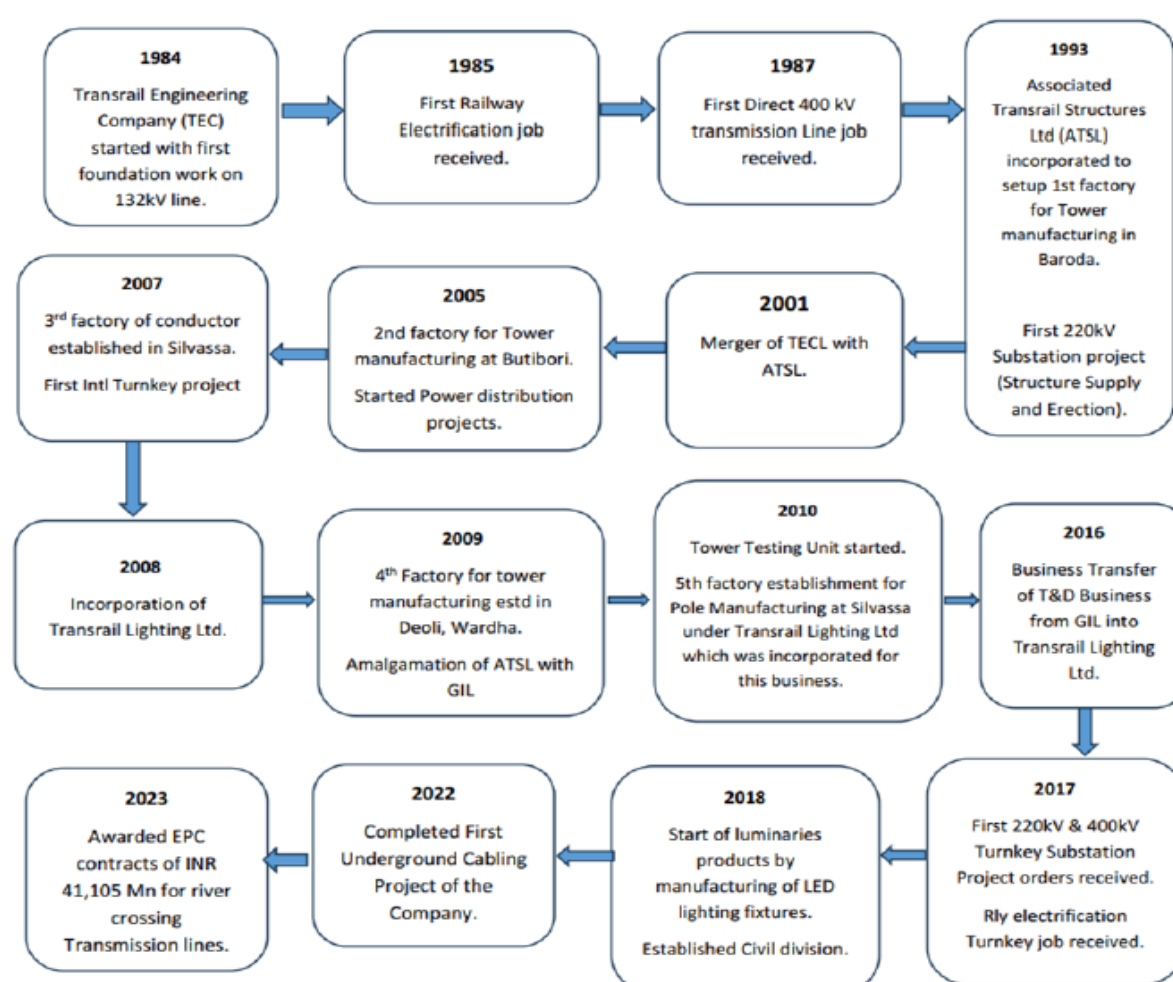 1984
Transrail Engineering
Company (TEC)
started with first
foundation work on
132kV line.
1985
First Railway
Electrification job
received.
1987
First Direct 400 kV
transmission Line job
received.
1993
Associated
Transrail Structures
Ltd (ATSL)
incorporated to
setup 1st factory
for Tower
manufacturing in
Baroda.
First 220kV
Substation project
(Structure Supply
and Erection).
2001
Merger of TECL with
ATSL.
2005
2nd factory for Tower
manufacturing at Butibori.
Started Power distribution
projects.
2007
3rd factory of conductor
established in Silvassa.
First Intl Turnkey project
2008
Incorporation of
Transrail Lighting Ltd.
2009
4th Factory for tower
manufacturing estd in
Deoli, Wardha.
Amalgamation of ATSL with
GIL
2010
Tower Testing Unit started.
5th factory establishment for
Pole Manufacturing at Silvassa
under Transrail Lighting Ltd
which was incorporated for
this business.
2016
Business Transfer
of T&D Business
from GIL into
Transrail Lighting
Ltd.
2017
First 220kV & 400kV
Turnkey Substation
Project orders received.
Rly electrification
Turnkey job received.
2018
Start of luminaries
products by
manufacturing of LED
lighting fixtures.
Established Civil division.
2022
Completed First
Underground Cabling
Project of the
Company.
2023
Awarded EPC
contracts of INR
41,105 Mn for river
crossing
Transmission lines.